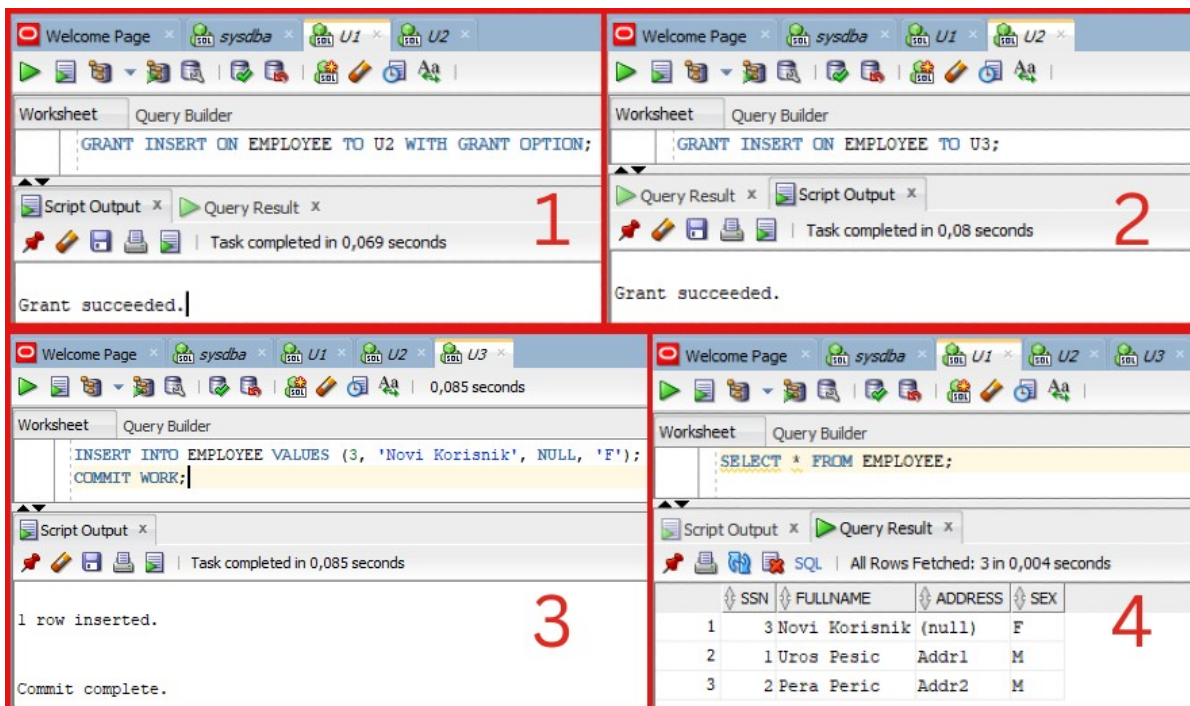 Welcome Page sysdba U1 U2
Worksheet Query Builder
GRANT INSERT ON EMPLOYEE TO U2 WITH GRANT OPTION;
Script Output x Query Result x
Task completed in 0,069 seconds
Grant succeeded.
1
Welcome Page sysdba U1 U2
Worksheet Query Builder
GRANT INSERT ON EMPLOYEE TO U3;
Query Result x Script Output x
Task completed in 0,08 seconds
Grant succeeded.
2
Welcome Page sysdba U1 U2 U3
0,085 seconds
Worksheet Query Builder
INSERT INTO EMPLOYEE VALUES (3, 'Novi Korisnik', NULL, 'F');
COMMIT WORK;
Script Output x
Task completed in 0,085 seconds
1 row inserted.
Commit complete.
3
Welcome Page sysdba U1 U2 U3
Worksheet Query Builder
SELECT * FROM EMPLOYEE;
Script Output x Query Result x
SQL | All Rows Fetched: 3 in 0,004 seconds
SSN FULLNAME ADDRESS SEX
1 3 Novi Korisnik (null) F
2 1 Uros Pesic Addr1 M
3 2 Pera Peric Addr2 M
4